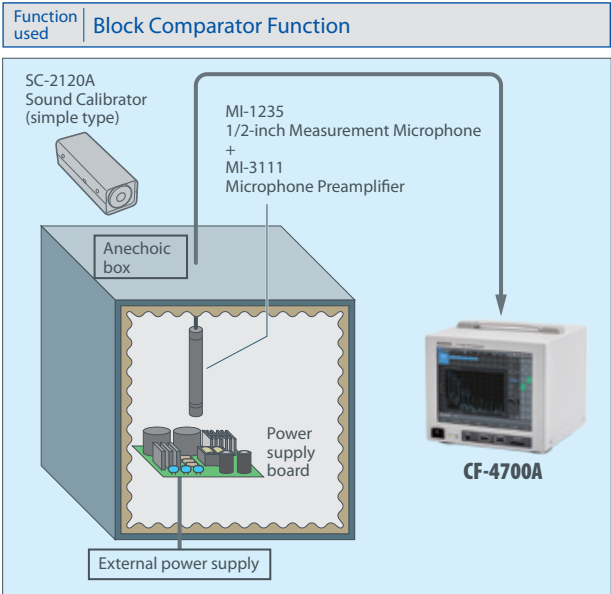 Function
used
Block Comparator Function
SC-2120A
Sound Calibrator
(simple type)
MI-1235
1/2-inch Measurement Microphone
+
MI-3111
Microphone Preamplifier
Anechoic
box
Power
supply
board
CF-4700A
External power supply